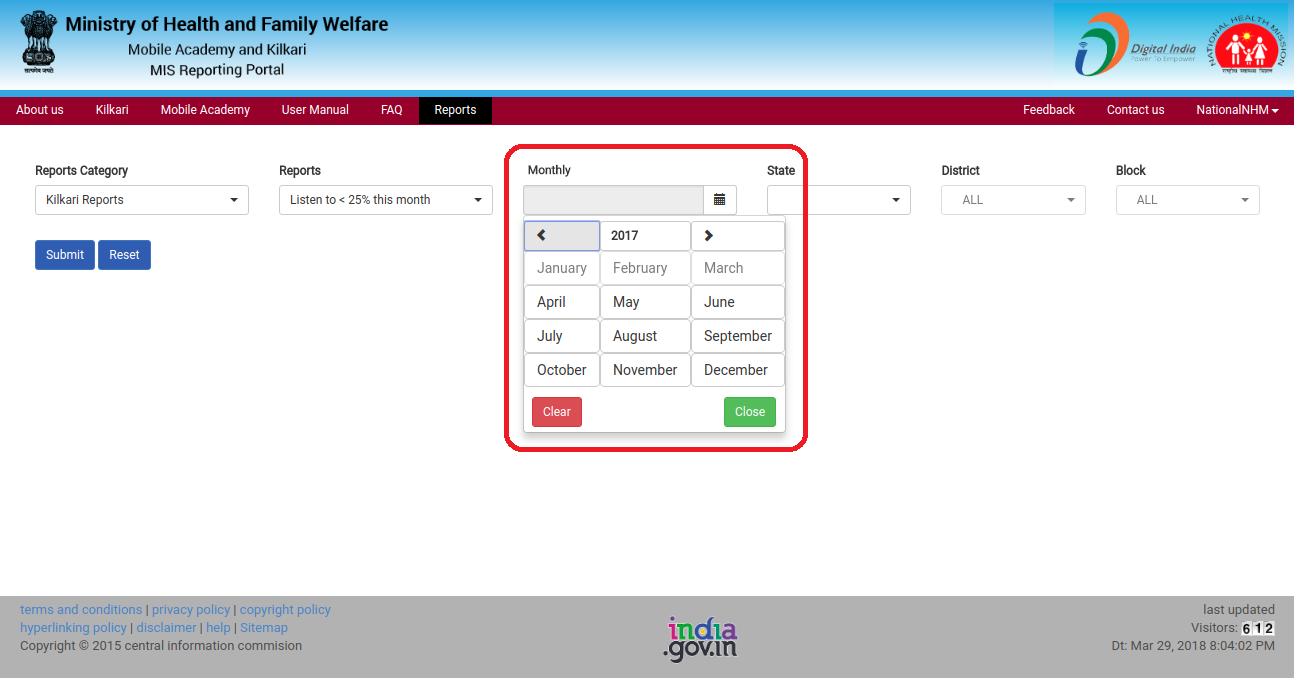 Ministry of Health and Family Welfare
Mobile Academy and Kilkari
MIS Reporting Portal
सत्यमेव जयते
Digital India
Power To Empower
NATIONAL HEALTH MISSION
राष्ट्रीय स्वास्थ्य मिशन
About us Kilkari Mobile Academy User Manual FAQ Reports Feedback Contact us NationalNHM
Reports Category Reports Monthly State District Block
Kilkari Reports Listen to < 25% this month ALL ALL
Submit Reset
2017
January February March
April May June
July August September
October November December
Clear Close
terms and conditions | privacy policy | copyright policy
hyperlinking policy | disclaimer | help | Sitemap
Copyright © 2015 central information commision
india
.gov.in
last updated
Visitors: 612
Dt: Mar 29, 2018 8:04:02 PM